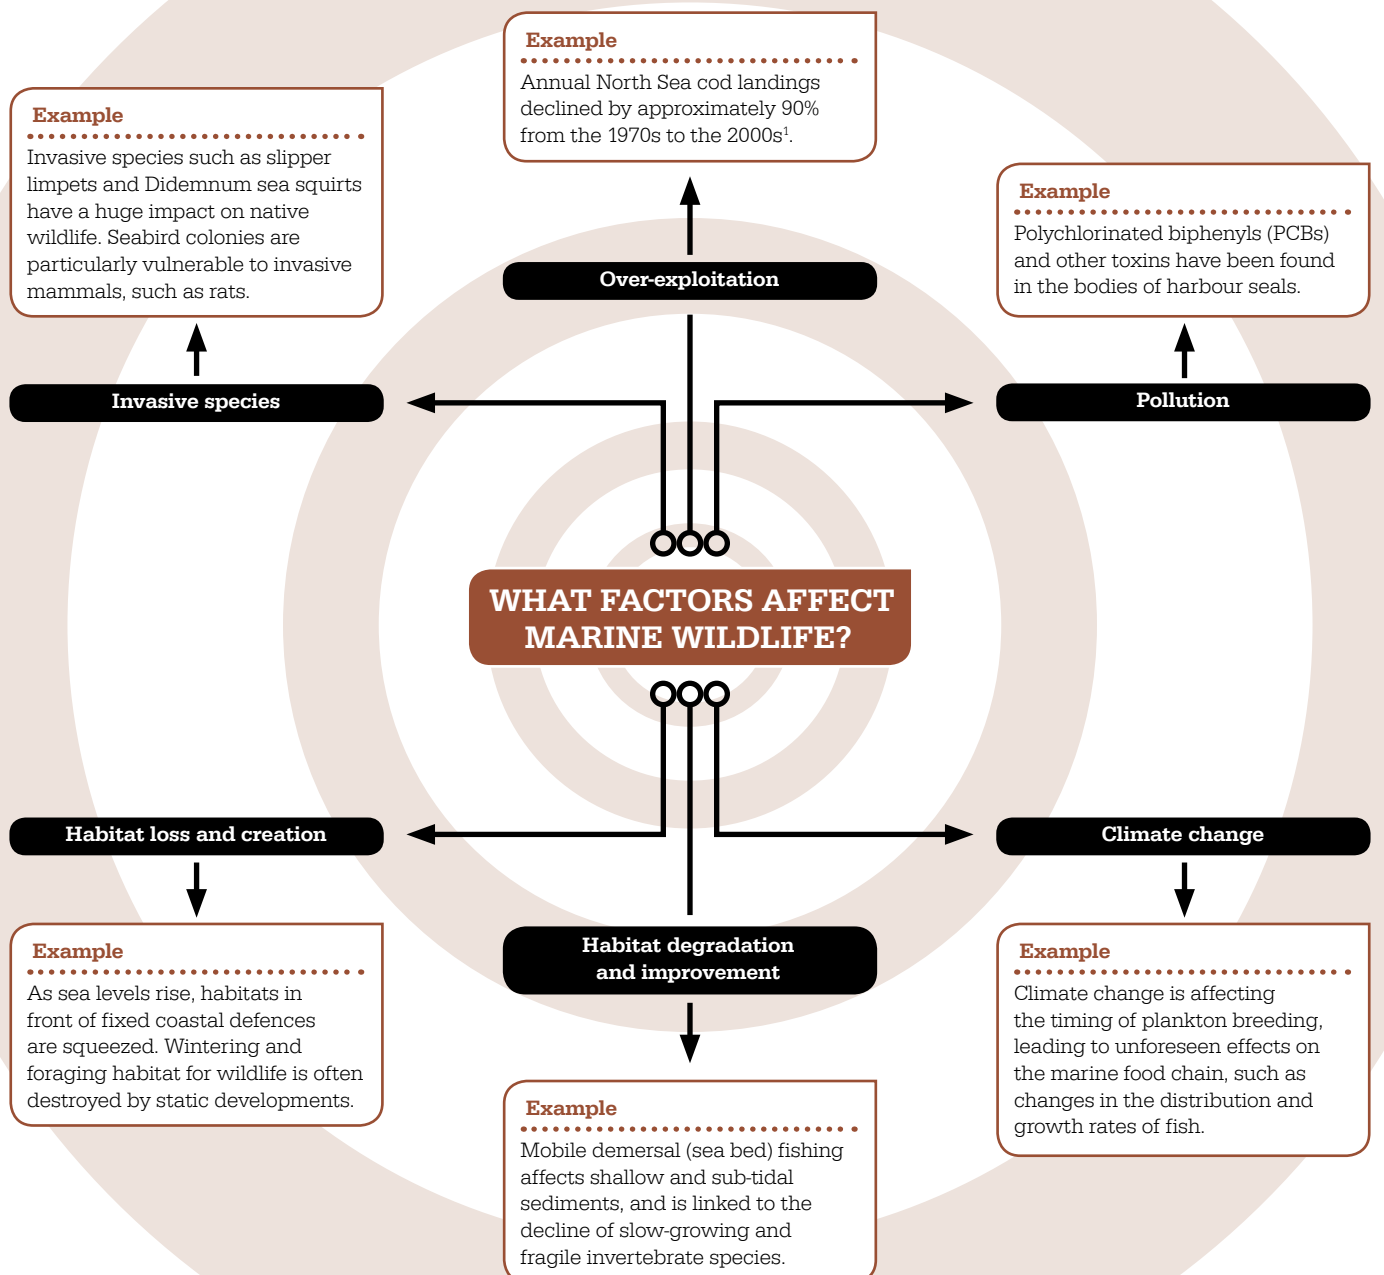 Example
Annual North Sea cod landings
declined by approximately 90%
from the 1970s to the 2000s¹.
Over-exploitation
Example
Invasive species such as slipper
limpets and Didemnum sea squirts
have a huge impact on native
wildlife. Seabird colonies are
particularly vulnerable to invasive
mammals, such as rats.
Invasive species
Example
Polychlorinated biphenyls (PCBs)
and other toxins have been found
in the bodies of harbour seals.
Pollution
WHAT FACTORS AFFECT
MARINE WILDLIFE?
Habitat loss and creation
Example
As sea levels rise, habitats in
front of fixed coastal defences
are squeezed. Wintering and
foraging habitat for wildlife is often
destroyed by static developments.
Habitat degradation
and improvement
Example
Mobile demersal (sea bed) fishing
affects shallow and sub-tidal
sediments, and is linked to the
decline of slow-growing and
fragile invertebrate species.
Climate change
Example
Climate change is affecting
the timing of plankton breeding,
leading to unforeseen effects on
the marine food chain, such as
changes in the distribution and
growth rates of fish.